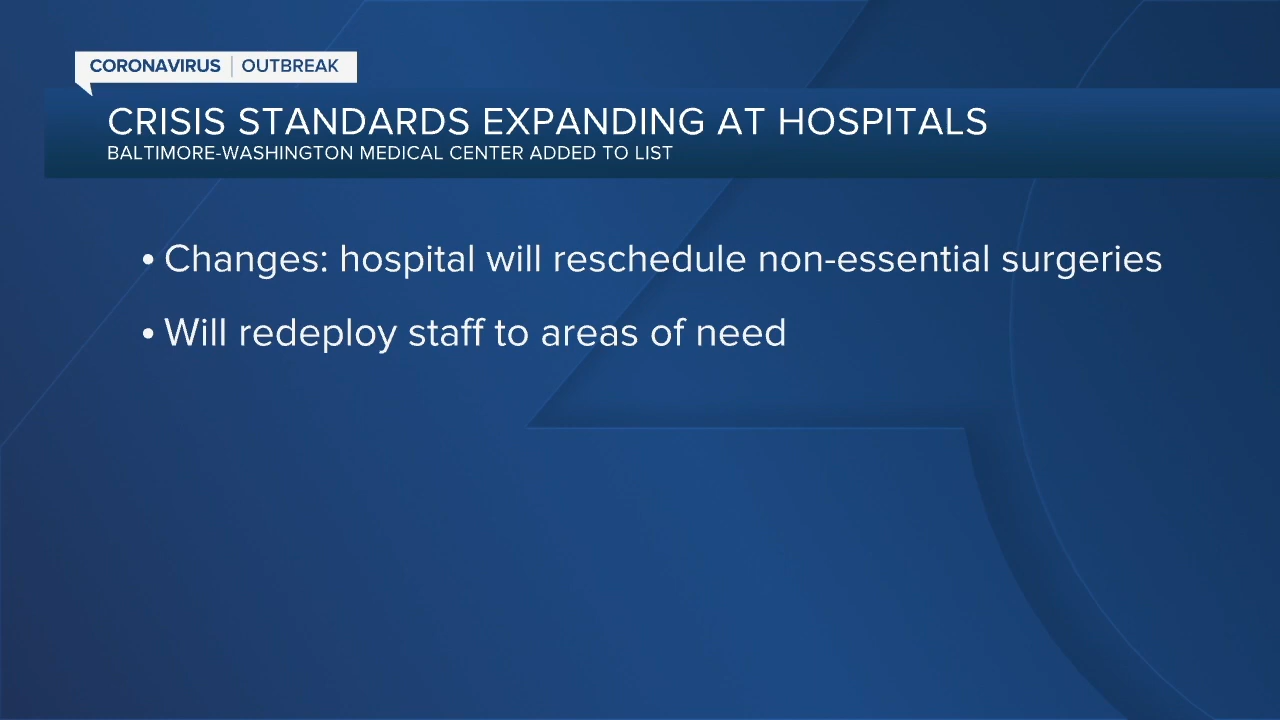 CORONAVIRUS | OUTBREAK
CRISIS STANDARDS EXPANDING AT HOSPITALS
BALTIMORE-WASHINGTON MEDICAL CENTER ADDED TO LIST
• Changes: hospital will reschedule non-essential surgeries
• Will redeploy staff to areas of need